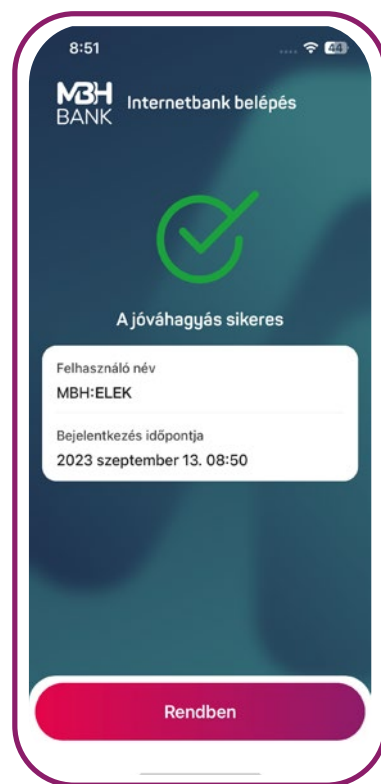 8:51
44
MBH
BANK
Internetbank belépés
A jóváhagyás sikeres
Felhasználó név
MBH:ELEK
Bejelentkezés időpontja
2023 szeptember 13. 08:50
Rendben